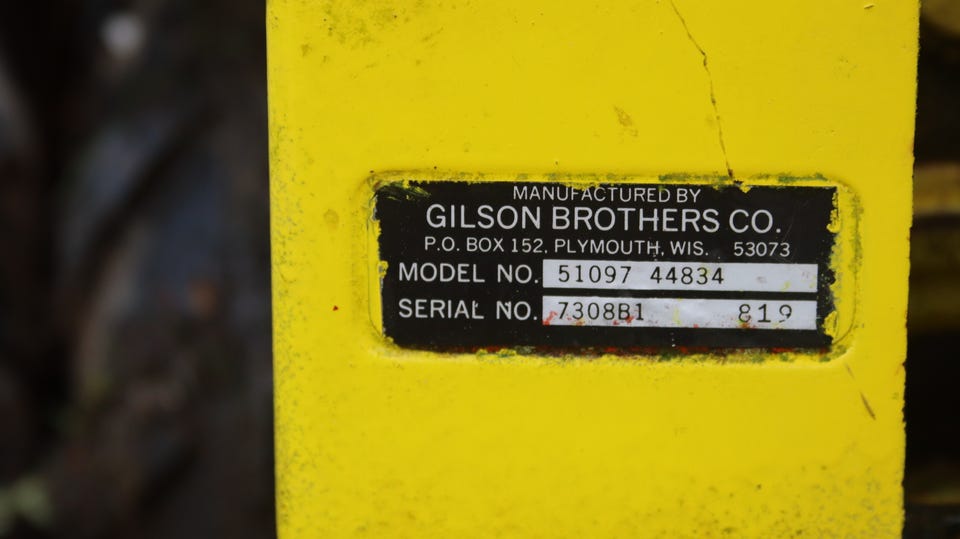 MANUFACTURED BY
GILSON BROTHERS CO.
P.O. BOX 152, PLYMOUTH, WIS. 53073
MODEL NO. 51097 44834
SERIAL NO. 7308B1 819